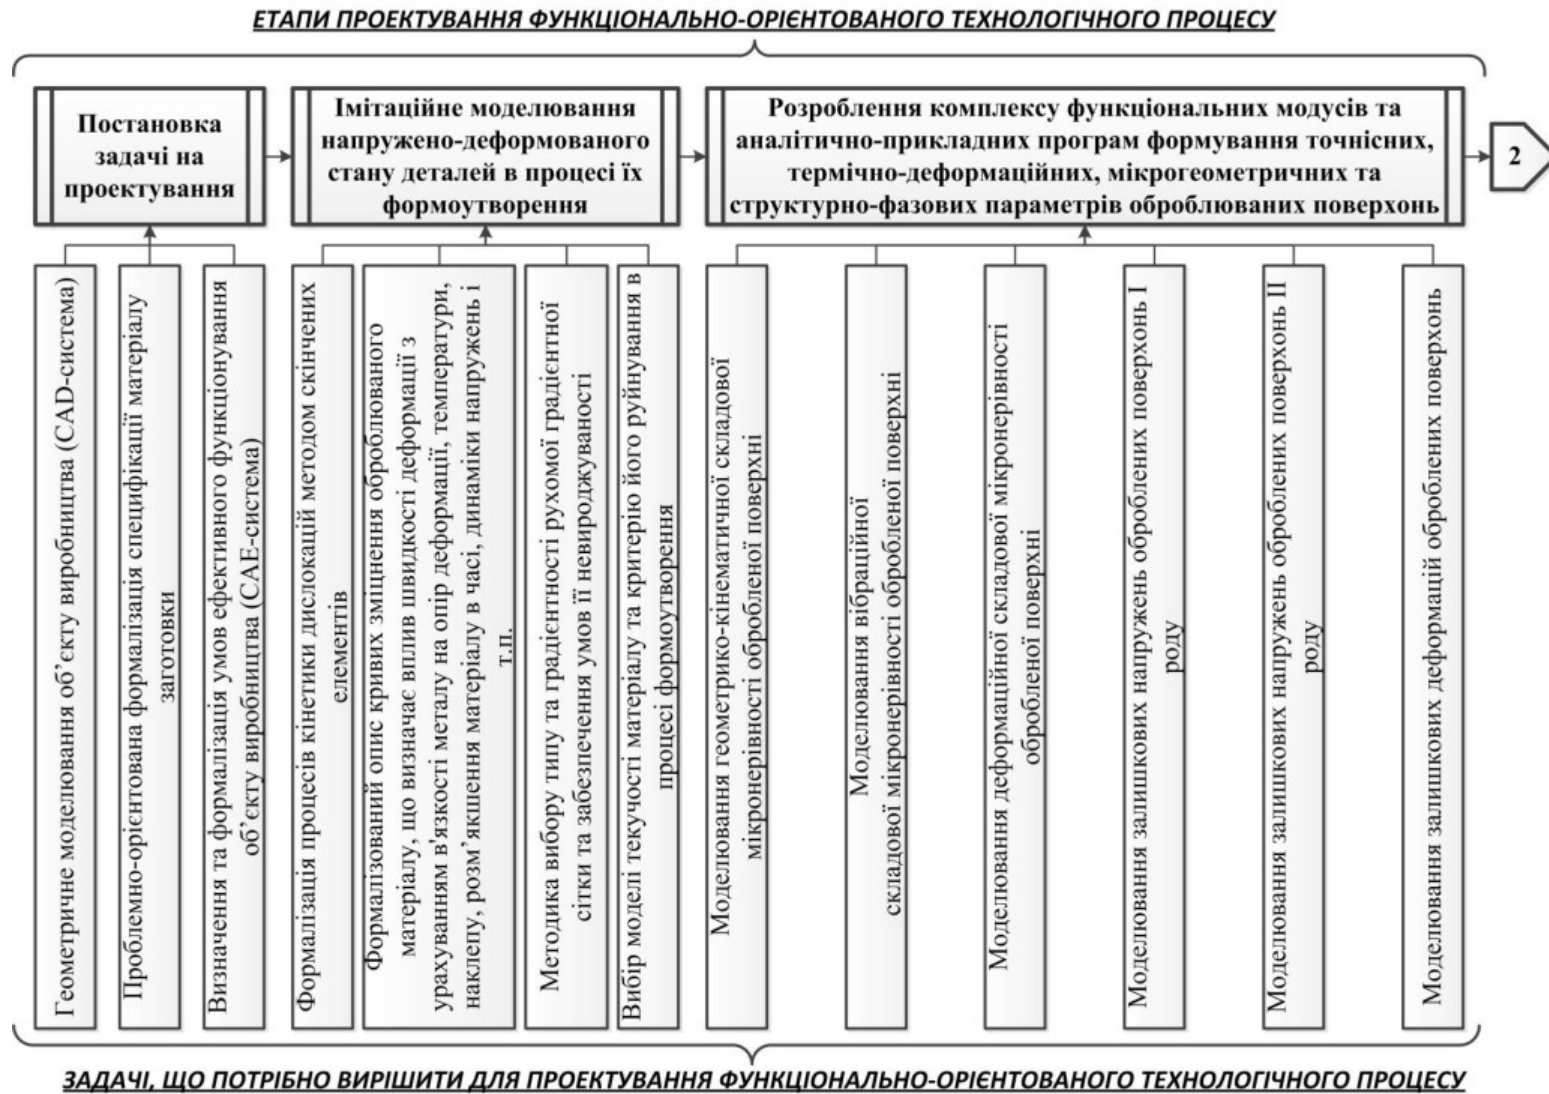 ЕТАПИ ПРОЕКТУВАННЯ ФУНКЦІОНАЛЬНО-ОРІЄНТОВАНОГО ТЕХНОЛОГІЧНОГО ПРОЦЕСУ
Постановка
задачі на
проектування
Імітаційне моделювання
напружено-деформованого
стану деталей в процесі їх
формоутворення
Розроблення комплексу функціональних модусів та
аналітично-прикладних програм формування точнісних,
термічно-деформаційних, мікрогеометричних та
структурно-фазових параметрів оброблюваних поверхонь
2
Геометричне моделювання об’єкту виробництва (CAD-система)
Проблемно-орієнтована формалізація специфікації матеріалу
заготовки
Визначення та формалізація умов ефективного функціонування
об’єкту виробництва (CAE-система)
Формалізація процесів кінетики дислокацій методом скінчених
елементів
Формалізований опис кривих зміцнення оброблюваного
матеріалу, що визначає вплив швидкості деформації з
урахуванням в'язкості металу на опір деформації, температури,
наклепу, розм’якшення матеріалу в часі, динаміки напружень і
т.п.
Методика вибору типу та градієнтності рухомої градієнтної
сітки та забезпечення умов її невироджуваності
Вибір моделі текучості матеріалу та критерію його руйнування в
процесі формоутворення
Моделювання геометрико-кінематичної складової
мікронерівності обробленої поверхні
Моделювання вібраційної
складової мікронерівності обробленої поверхні
Моделювання деформаційної складової мікронерівності
обробленої поверхні
Моделювання залишкових напружень оброблених поверхонь І
роду
Моделювання залишкових напружень оброблених поверхонь ІІ
роду
Моделювання залишкових деформацій оброблених поверхонь
ЗАДАЧІ, ЩО ПОТРІБНО ВИРІШИТИ ДЛЯ ПРОЕКТУВАННЯ ФУНКЦІОНАЛЬНО-ОРІЄНТОВАНОГО ТЕХНОЛОГІЧНОГО ПРОЦЕСУ